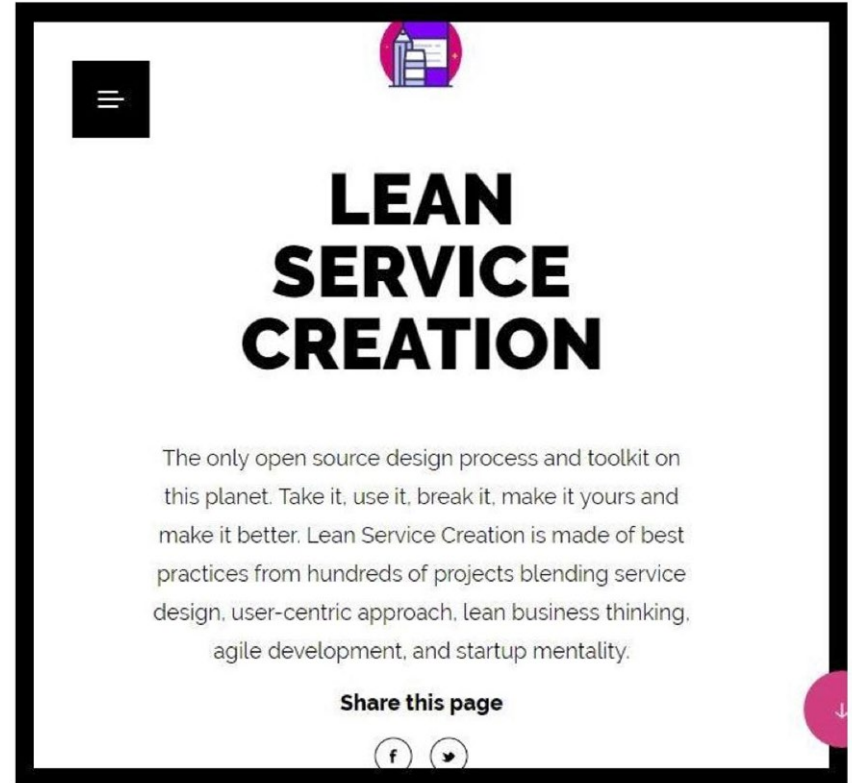 LEAN
SERVICE
CREATION
The only open source design process and toolkit on
this planet. Take it, use it, break it, make it yours and
make it better. Lean Service Creation is made of best
practices from hundreds of projects blending service
design, user-centric approach, lean business thinking,
agile development, and startup mentality.
Share this page